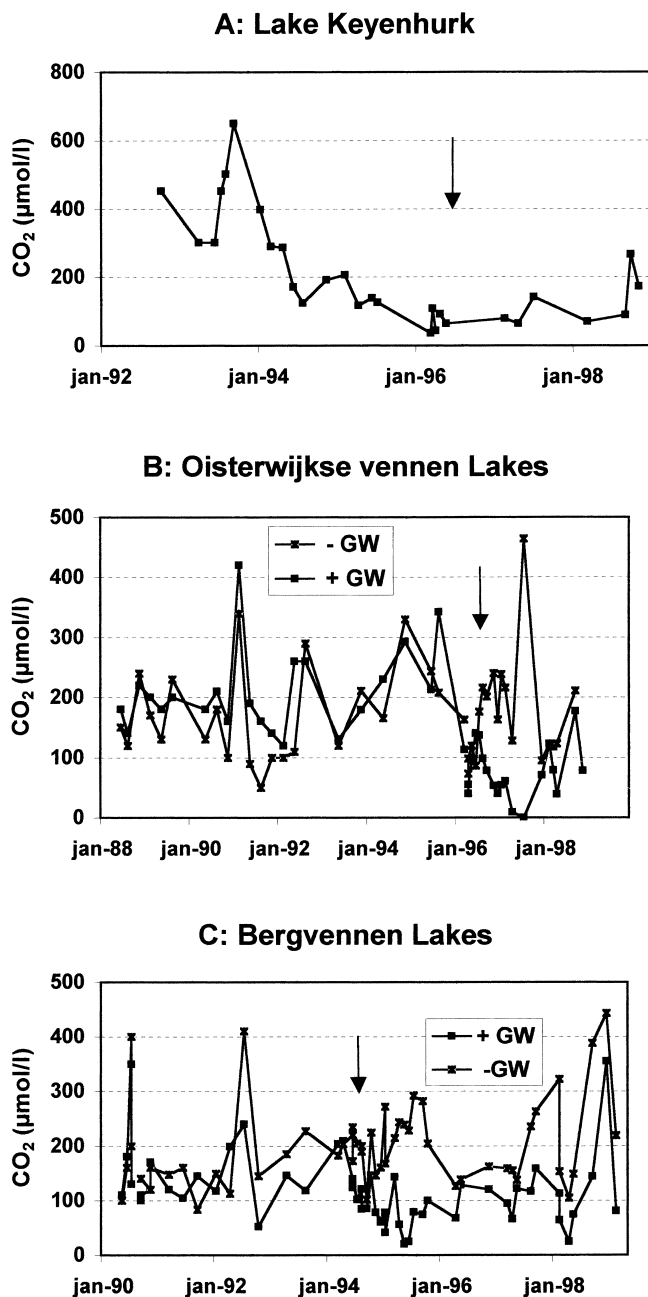 A: Lake Keyenhurk
800
600
400
200
0
CO₂ (µmol/l)
jan-92 jan-94 jan-96 jan-98
B: Oisterwijkse vennen Lakes
500
400
300
200
100
0
CO₂ (µmol/l)
- GW
+ GW
jan-88 jan-90 jan-92 jan-94 jan-96 jan-98
C: Bergvennen Lakes
500
400
300
200
100
0
CO₂ (µmol/l)
+ GW
-GW
jan-90 jan-92 jan-94 jan-96 jan-98